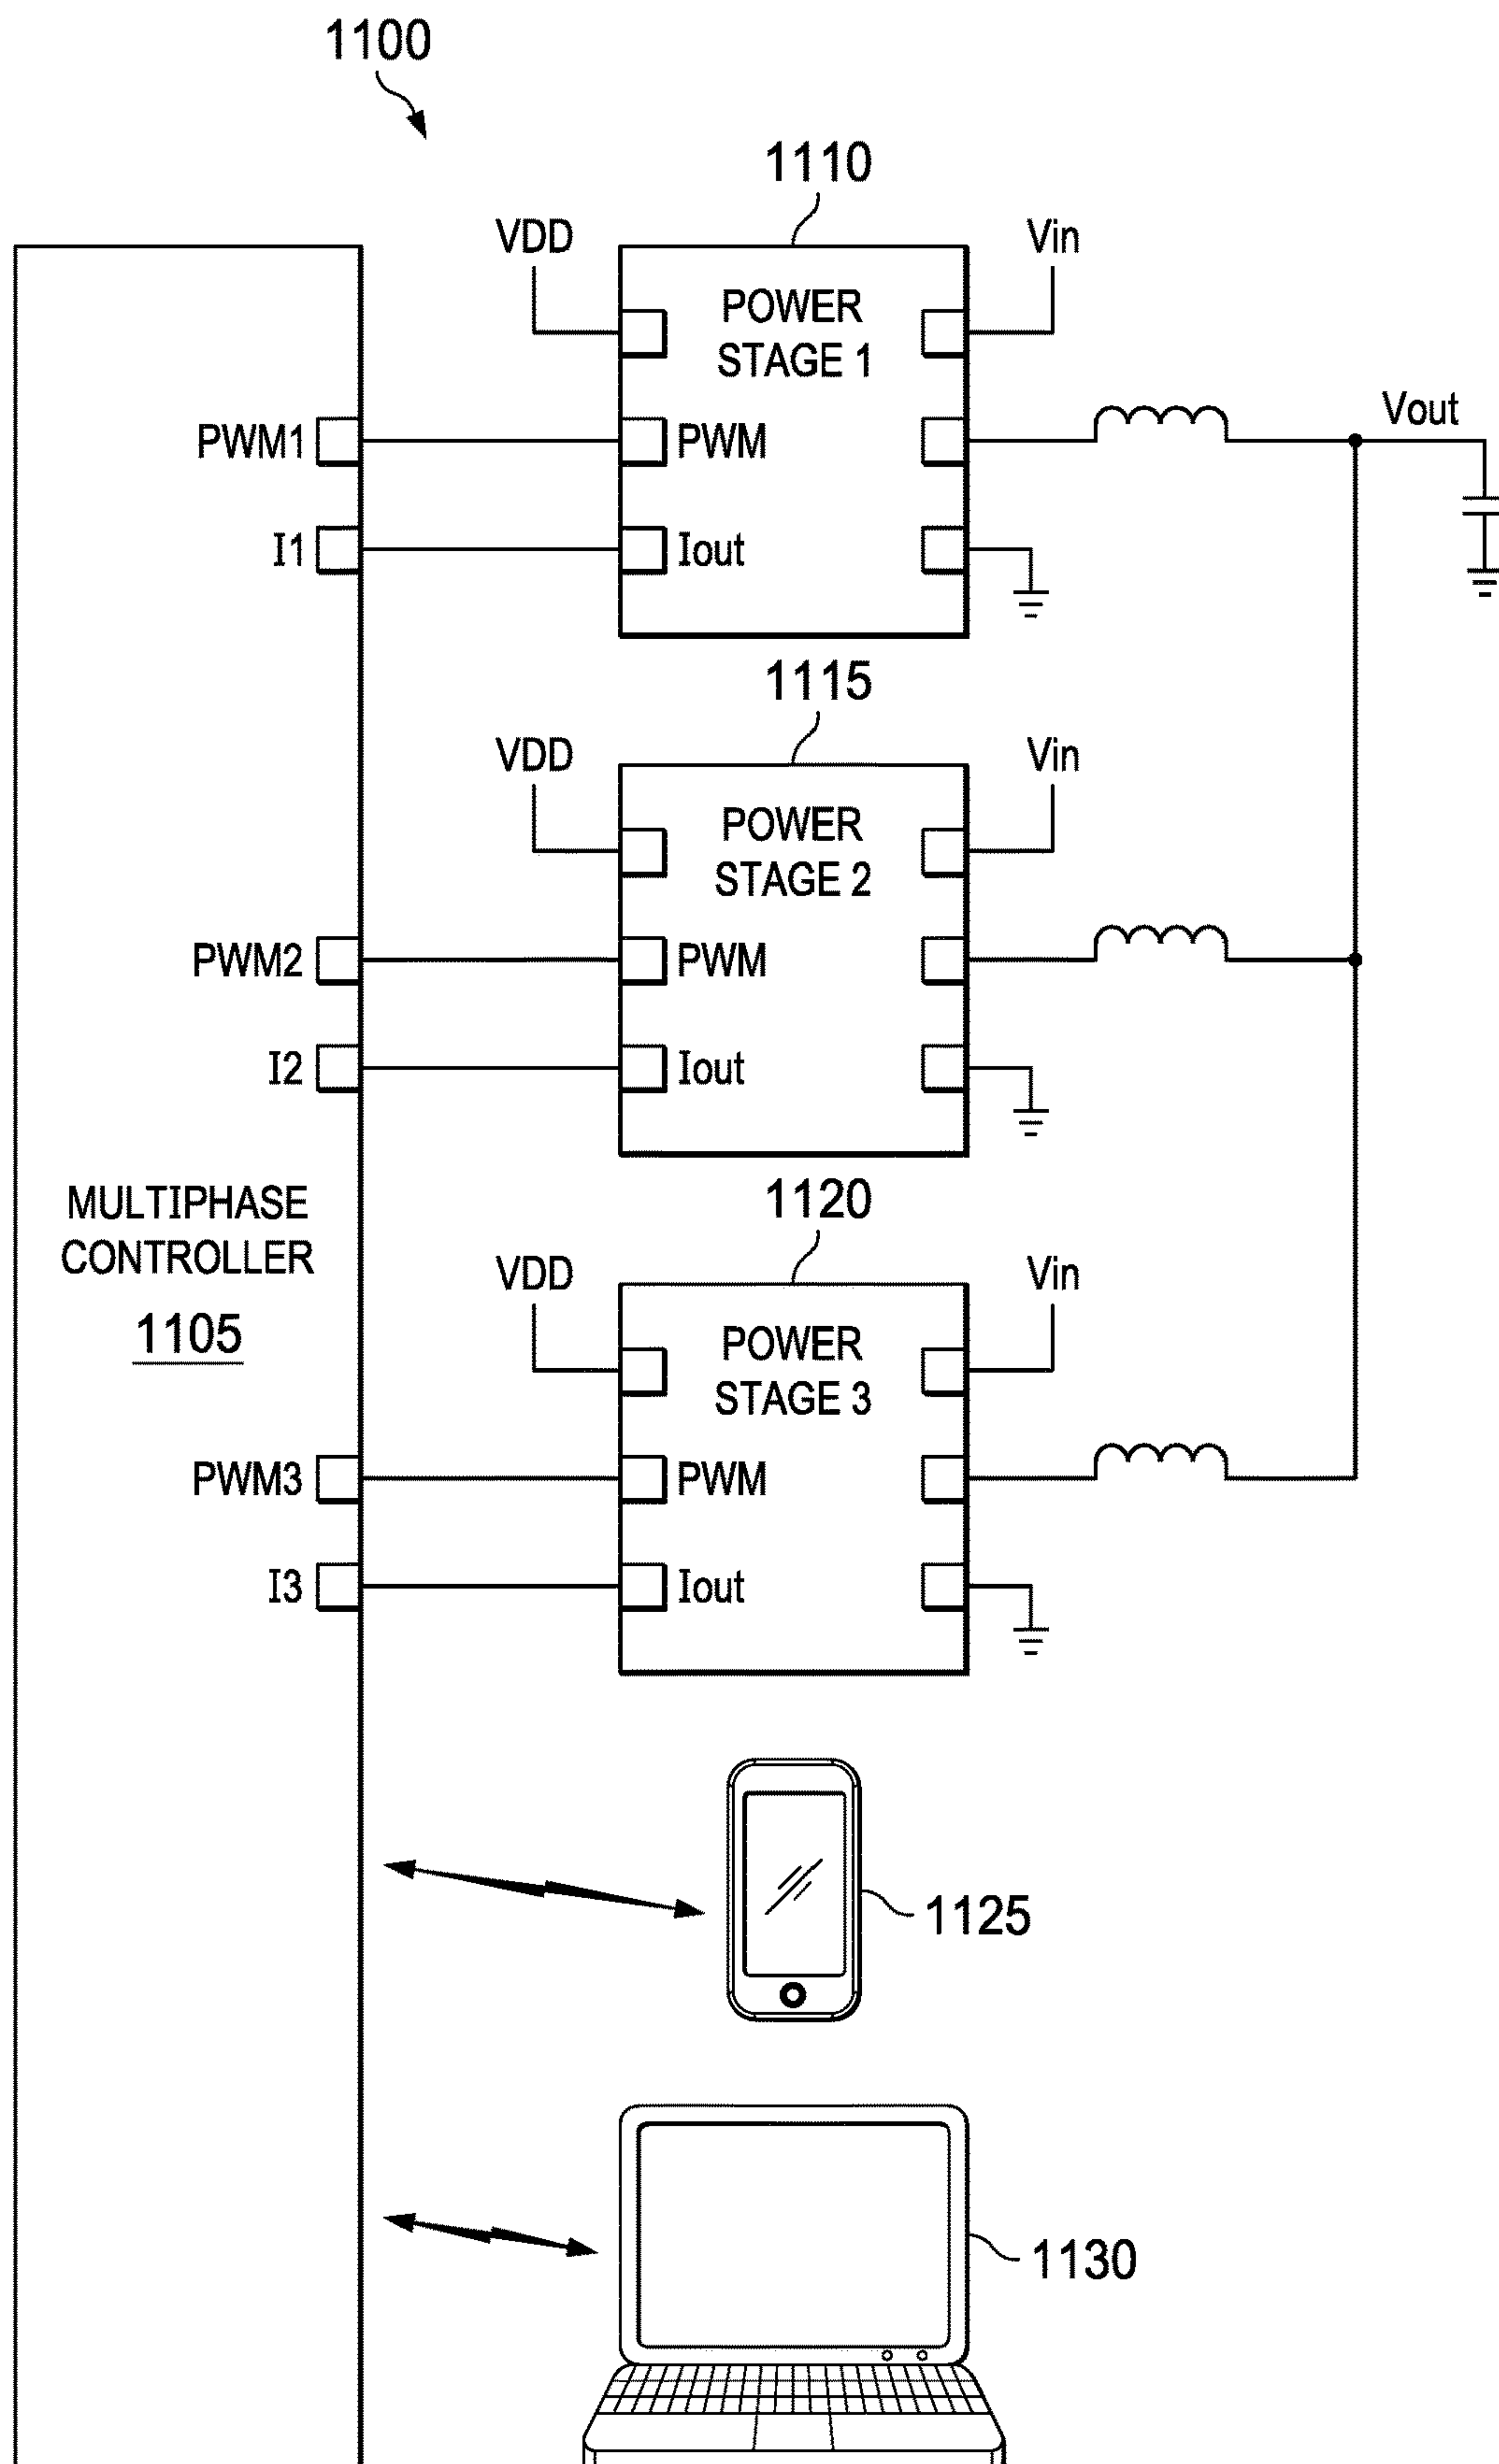 1100
1110
VDD
Vin
POWER
STAGE 1
Vout
PWM1
PWM
I1
Iout
1115
VDD
Vin
POWER
STAGE 2
PWM2
PWM
I2
Iout
MULTIPHASE
CONTROLLER
1105
1120
VDD
Vin
POWER
STAGE 3
PWM3
PWM
I3
Iout
1125
1130